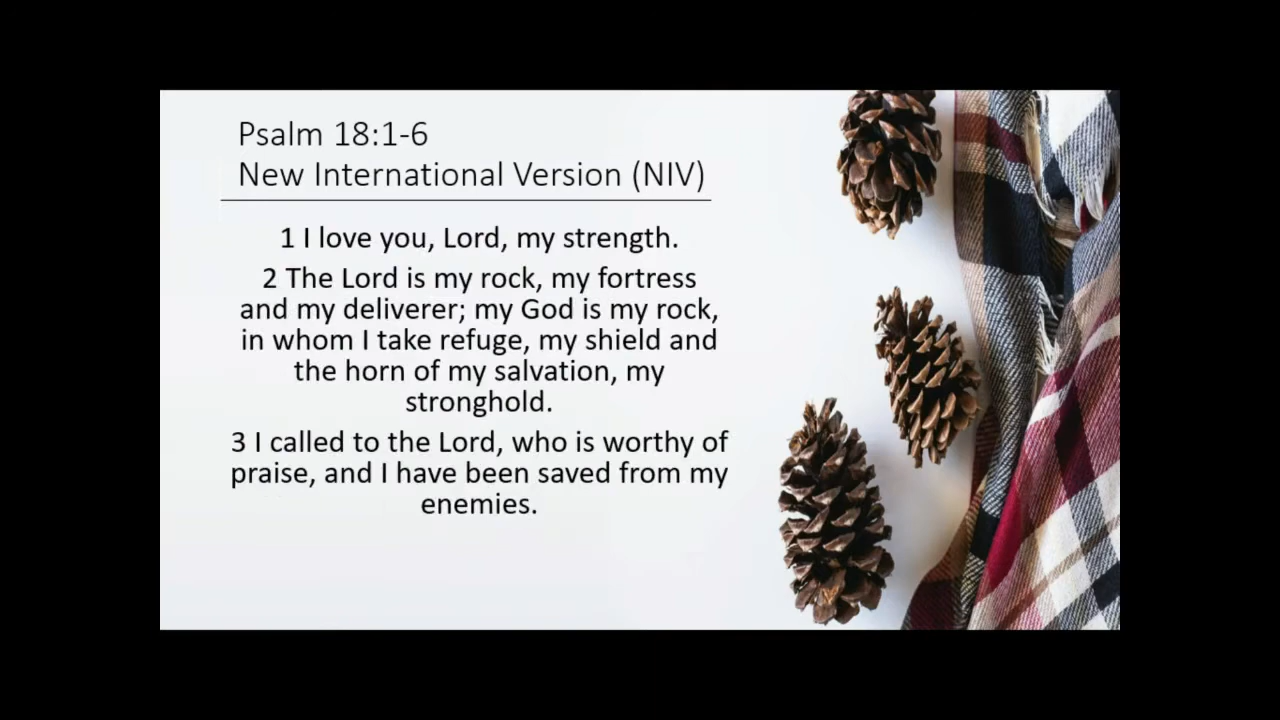 Psalm 18:1-6
New International Version (NIV)
1 I love you, Lord, my strength.
2 The Lord is my rock, my fortress
and my deliverer; my God is my rock,
in whom I take refuge, my shield and
the horn of my salvation, my
stronghold.
3 I called to the Lord, who is worthy of
praise, and I have been saved from my
enemies.